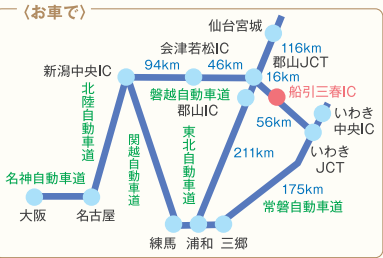 〈お車で〉
仙台宮城
会津若松IC
116km
郡山JCT
新潟中央IC
94km
46km
16km
船引三春IC
磐越自動車道
郡山IC
56km
いわき
中央IC
北陸自動車道
関越自動車道
東北自動車道
211km
いわき
JCT
名神自動車道
175km
常磐自動車道
大阪
名古屋
練馬
浦和
三郷